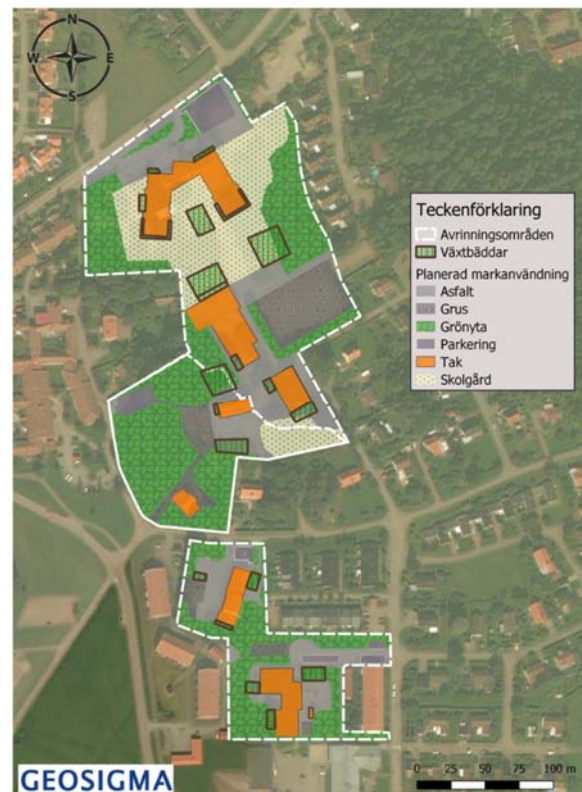 N
W E
S
Teckenförklaring
Avrinningsområden
Växtbäddar
Planerad markanvändning
Asfalt
Grus
Grönyta
Parkering
Tak
Skolgård
GEOSIGMA
0 25 50 75 100 m